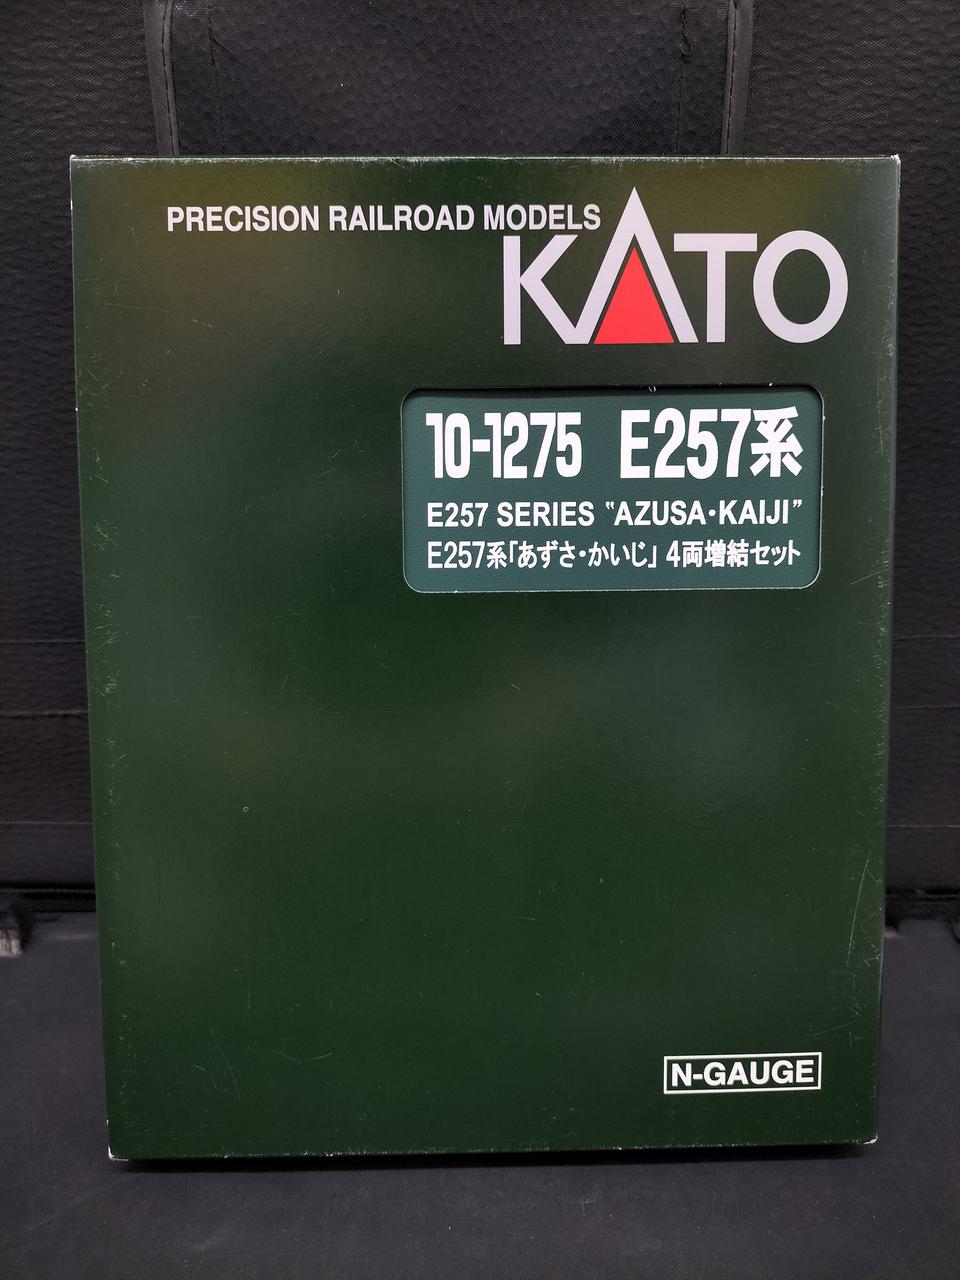 PRECISION RAILROAD MODELS
KATO
10-1275 E257系
E257 SERIES “AZUSA・KAIJI”
E257系「あずさ・かいじ」 4両増結セット
N-GAUGE